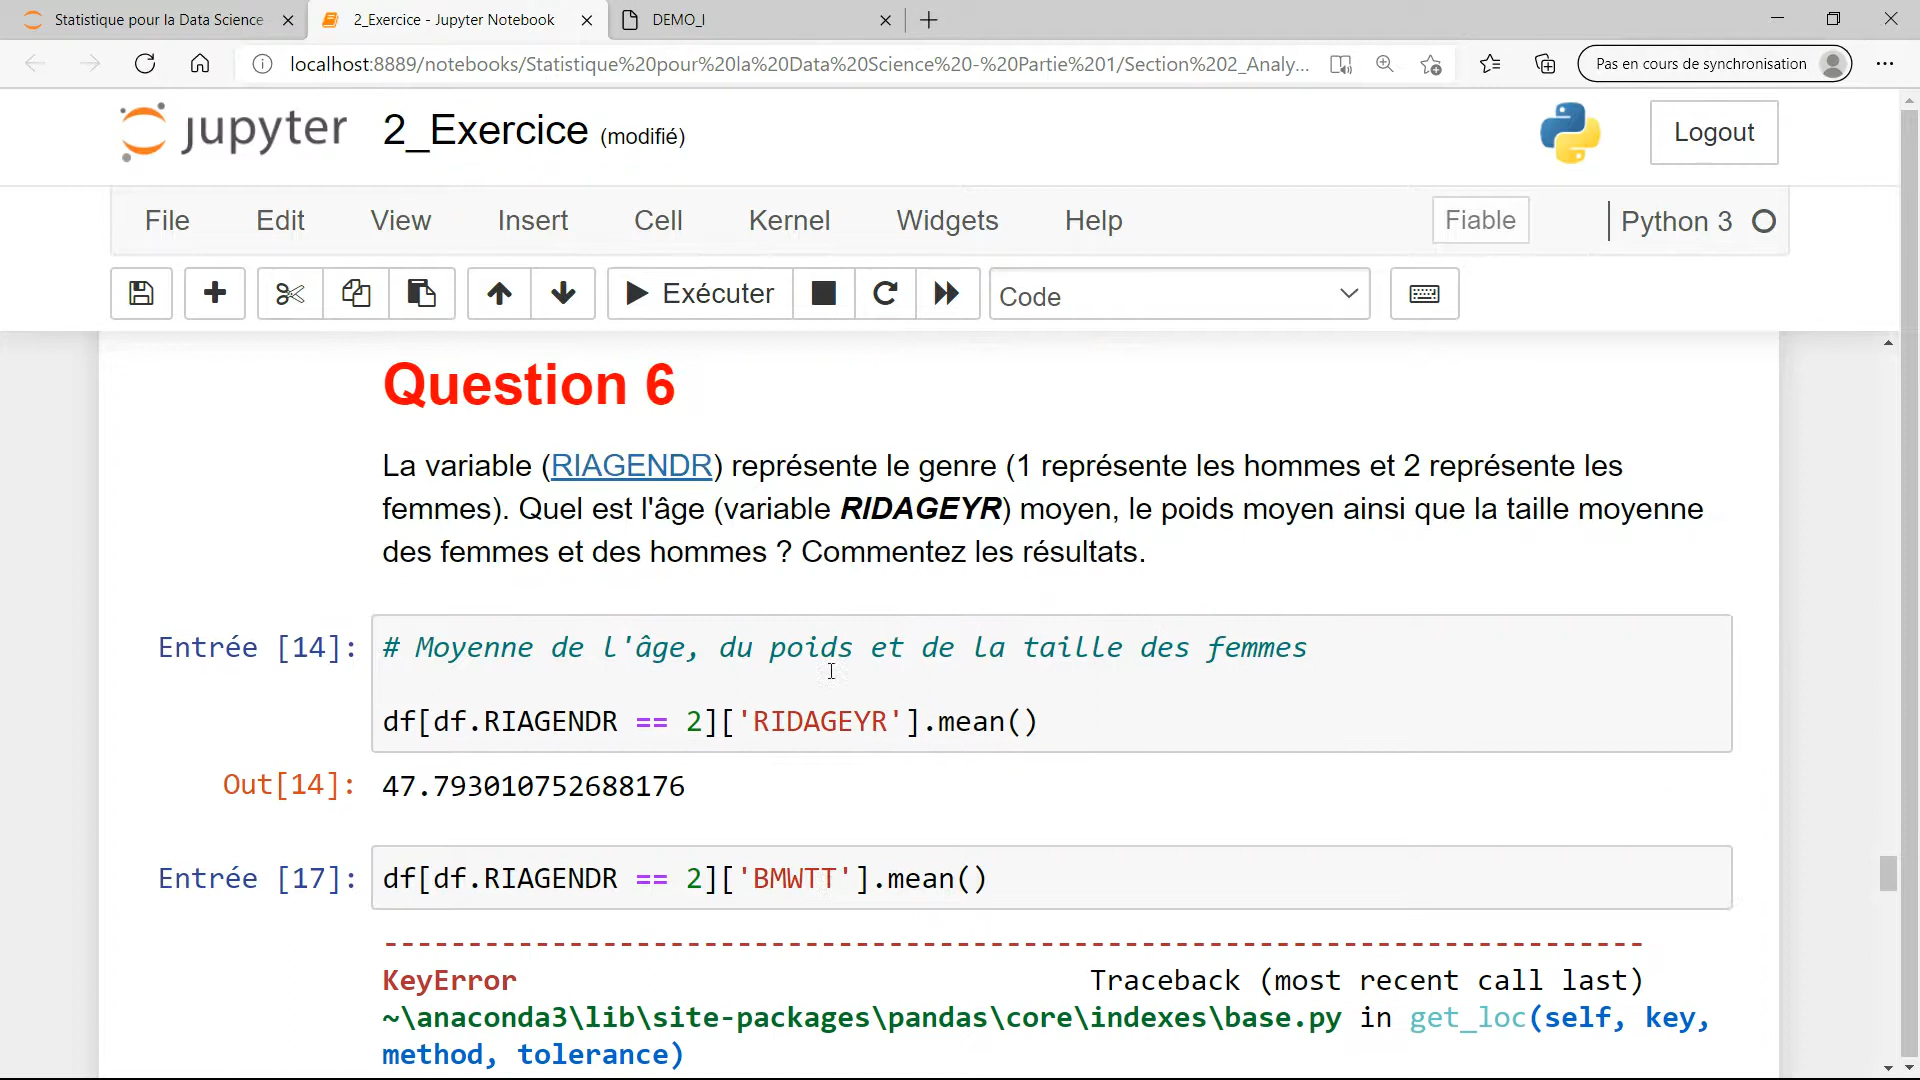 Statistique pour la Data Science
2_Exercice - Jupyter Notebook
DEMO_I
localhost:8889/notebooks/Statistique%20pour%20la%20Data%20Science%20-%20Partie%201/Section%202_Analy...
Pas en cours de synchronisation
jupyter 2_Exercice (modifié)
Logout
File Edit View Insert Cell Kernel Widgets Help
Fiable
Python 3
Exécuter
Code
Question 6
La variable (RIAGENDR) représente le genre (1 représente les hommes et 2 représente les
femmes). Quel est l'âge (variable RIDAGEYR) moyen, le poids moyen ainsi que la taille moyenne
des femmes et des hommes ? Commentez les résultats.
Entrée [14]: # Moyenne de l'âge, du poids et de la taille des femmes
df[df.RIAGENDR == 2]['RIDAGEYR'].mean()
Out[14]: 47.793010752688176
Entrée [17]: df[df.RIAGENDR == 2]['BMWTT'].mean()
---------------------------------------------------------------------------
KeyError Traceback (most recent call last)
~\anaconda3\lib\site-packages\pandas\core\indexes\base.py in get_loc(self, key,
method, tolerance)